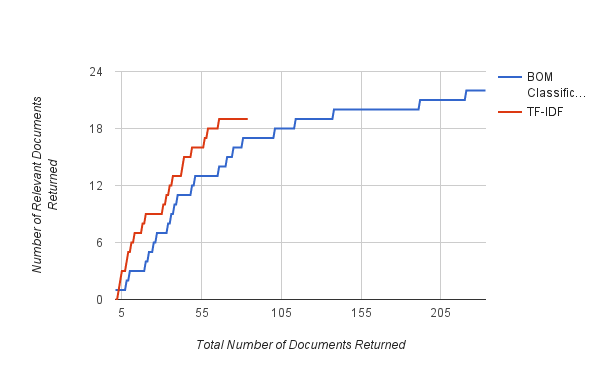 24
18
12
6
0
5
55
105
155
205
Number of Relevant Documents
Returned
Total Number of Documents Returned
BOM
Classific...
TF-IDF